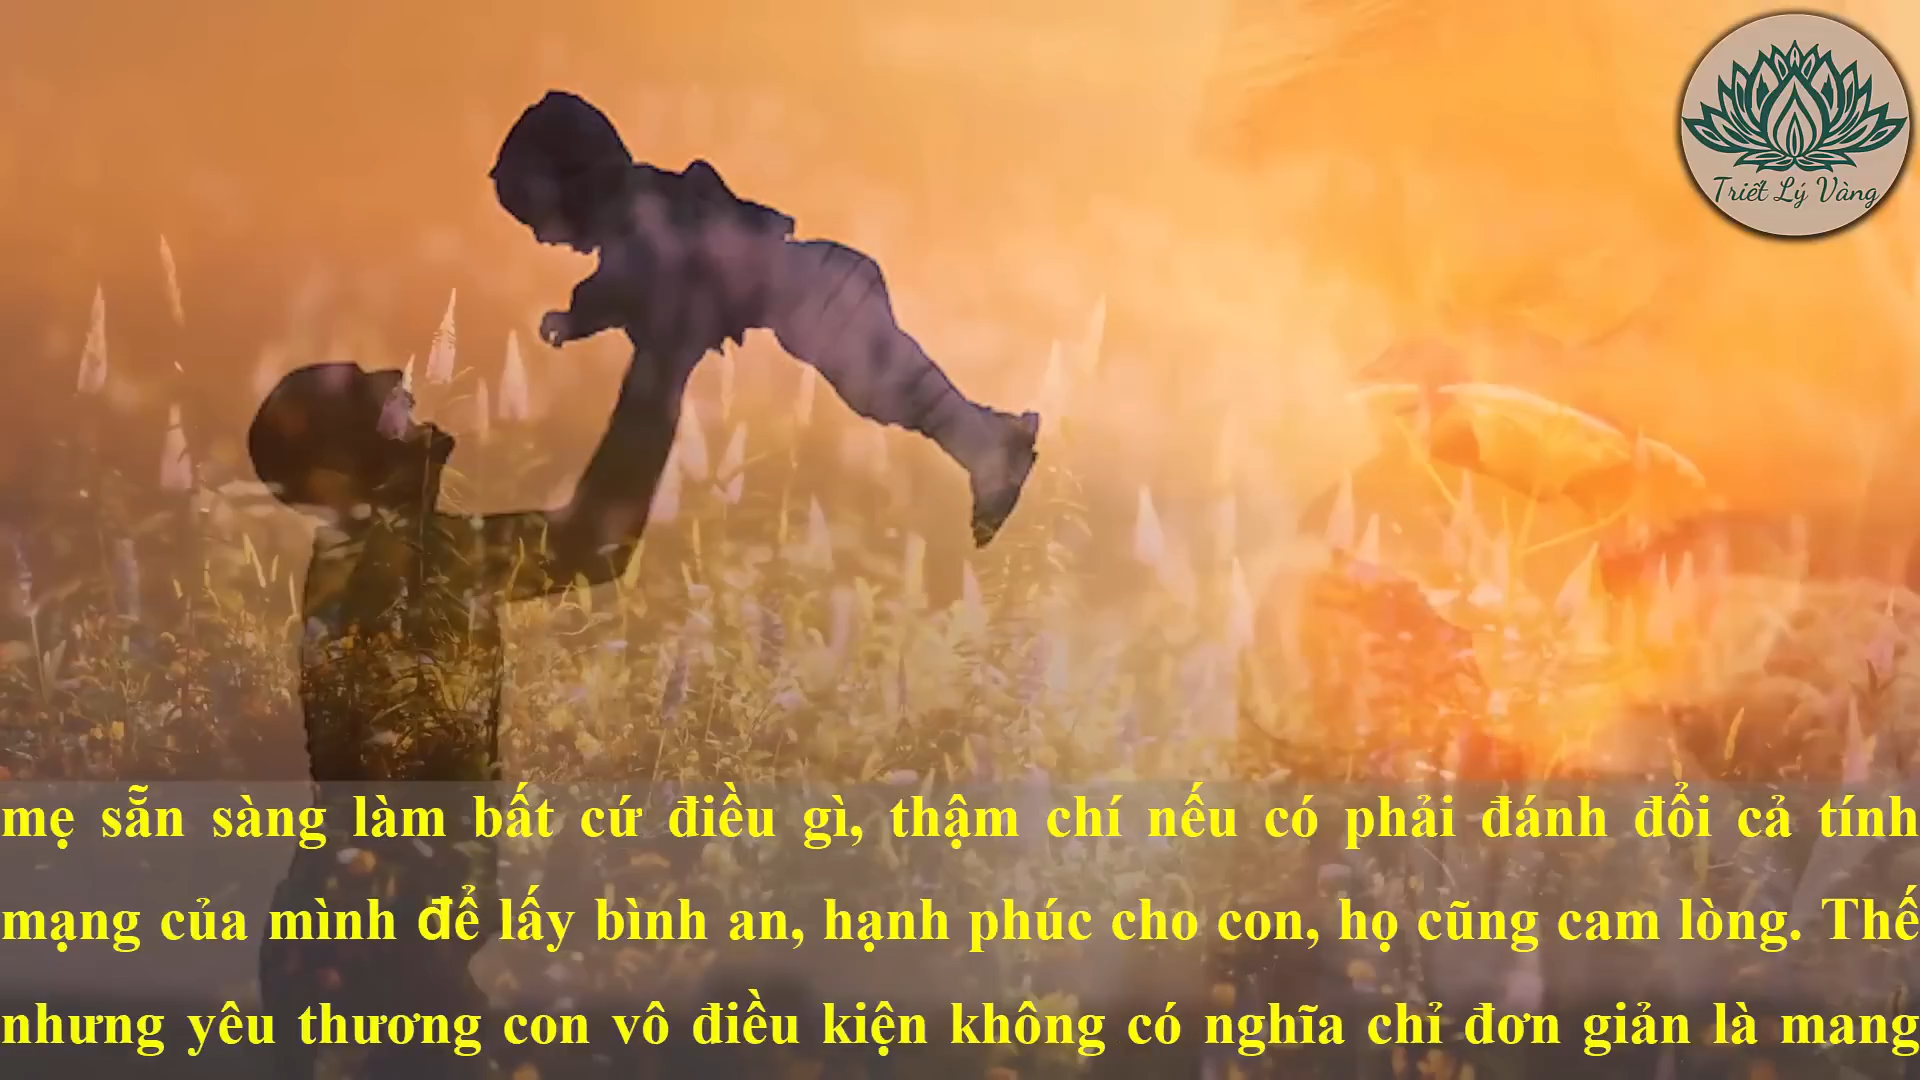 Triết Lý Vàng
mẹ sẵn sàng làm bất cứ điều gì, thậm chí nếu có phải đánh đổi cả tính
mạng của mình để lấy bình an, hạnh phúc cho con, họ cũng cam lòng. Thế
nhưng yêu thương con vô điều kiện không có nghĩa chỉ đơn giản là mang